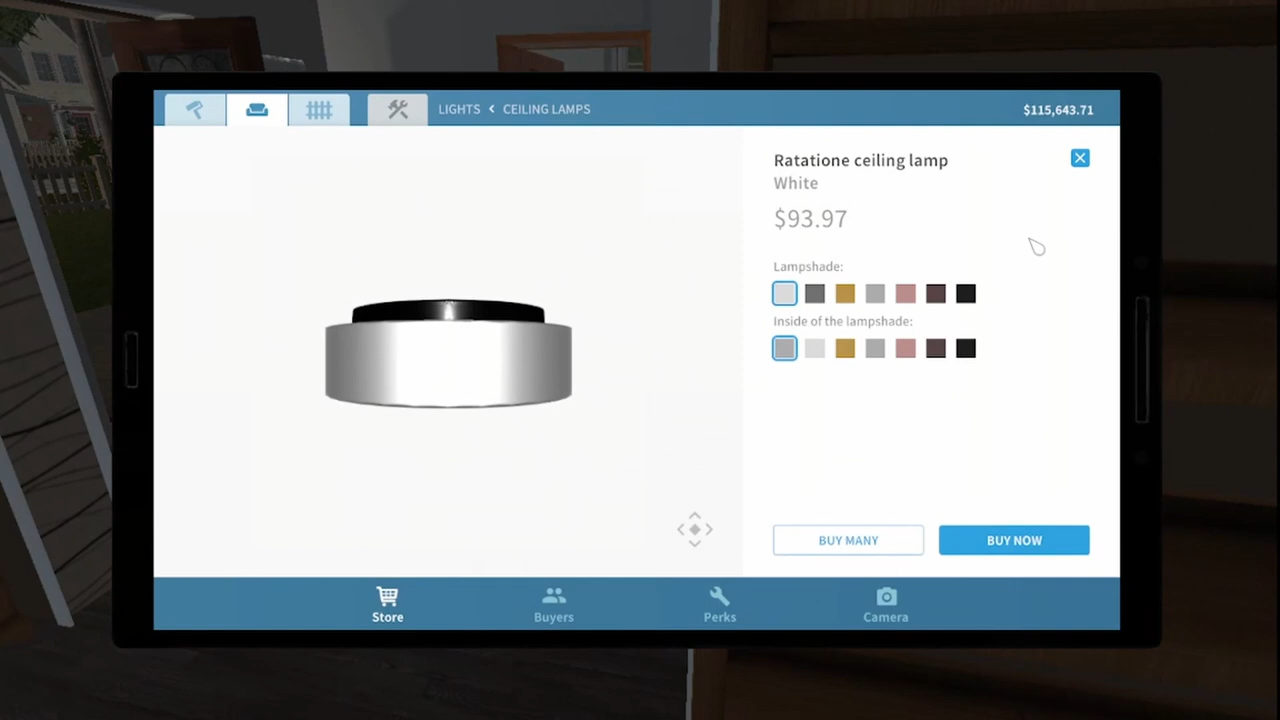 LIGHTS < CEILING LAMPS
$115,643.71
Ratatione ceiling lamp
White
$93.97
Lampshade:
Inside of the lampshade:
BUY MANY
BUY NOW
Store
Buyers
Perks
Camera